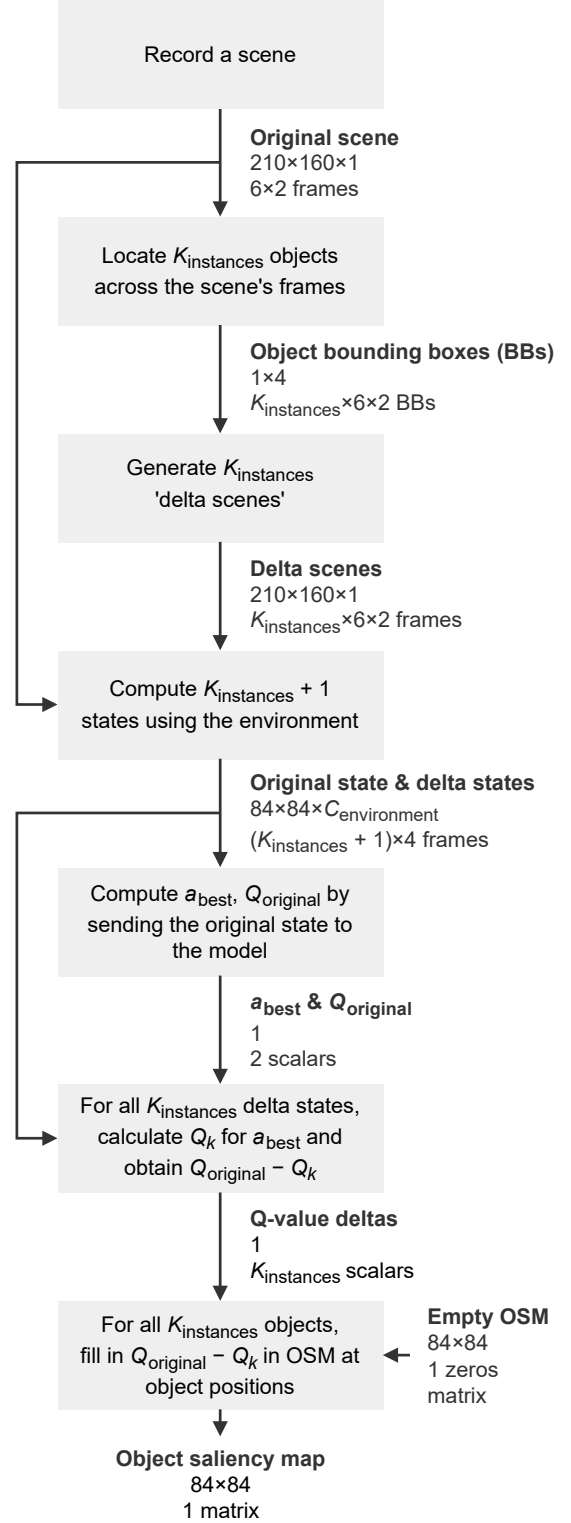 Record a scene
Original scene
210×160×1
6×2 frames
Locate Kinstances objects
across the scene's frames
Object bounding boxes (BBs)
1×4
Kinstances×6×2 BBs
Generate Kinstances
'delta scenes'
Delta scenes
210×160×1
Kinstances×6×2 frames
Compute Kinstances + 1
states using the environment
Original state & delta states
84×84×Cenvironment
(Kinstances + 1)×4 frames
Compute abest, Qoriginal by
sending the original state to
the model
abest & Qoriginal
1
2 scalars
For all Kinstances delta states,
calculate Qk for abest and
obtain Qoriginal − Qk
Q-value deltas
1
Kinstances scalars
For all Kinstances objects,
fill in Qoriginal − Qk in OSM at
object positions
Empty OSM
84×84
1 zeros
matrix
Object saliency map
84×84
1 matrix